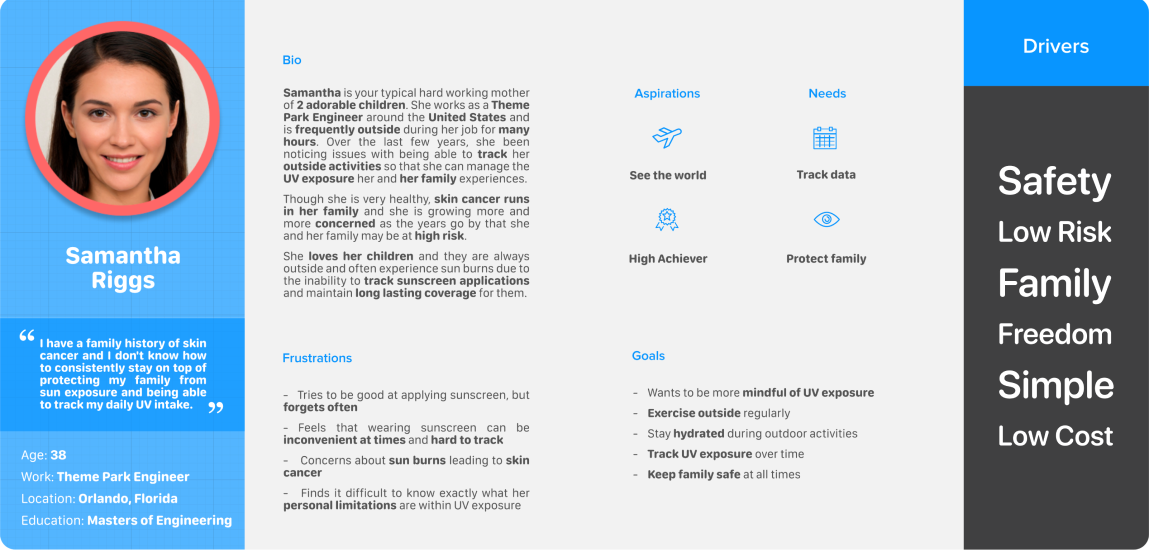 Samantha
Riggs
“ I have a family history of skin
cancer and I don't know how
to consistently stay on top of
protecting my family from
sun exposure and being able
to track my daily UV intake. ”
Age: 38
Work: Theme Park Engineer
Location: Orlando, Florida
Education: Masters of Engineering
Bio
Samantha is your typical hard working mother
of 2 adorable children. She works as a Theme
Park Engineer around the United States and
is frequently outside during her job for many
hours. Over the last few years, she been
noticing issues with being able to track her
outside activities so that she can manage the
UV exposure her and her family experiences.
Though she is very healthy, skin cancer runs
in her family and she is growing more and
more concerned as the years go by that she
and her family may be at high risk.
She loves her children and they are always
outside and often experience sun burns due to
the inability to track sunscreen applications
and maintain long lasting coverage for them.
Aspirations
See the world
High Achiever
Needs
Track data
Protect family
Frustrations
- Tries to be good at applying sunscreen, but
forgets often
- Feels that wearing sunscreen can be
inconvenient at times and hard to track
- Concerns about sun burns leading to skin
cancer
- Finds it difficult to know exactly what her
personal limitations are within UV exposure
Goals
- Wants to be more mindful of UV exposure
- Exercise outside regularly
- Stay hydrated during outdoor activities
- Track UV exposure over time
- Keep family safe at all times
Drivers
Safety
Low Risk
Family
Freedom
Simple
Low Cost